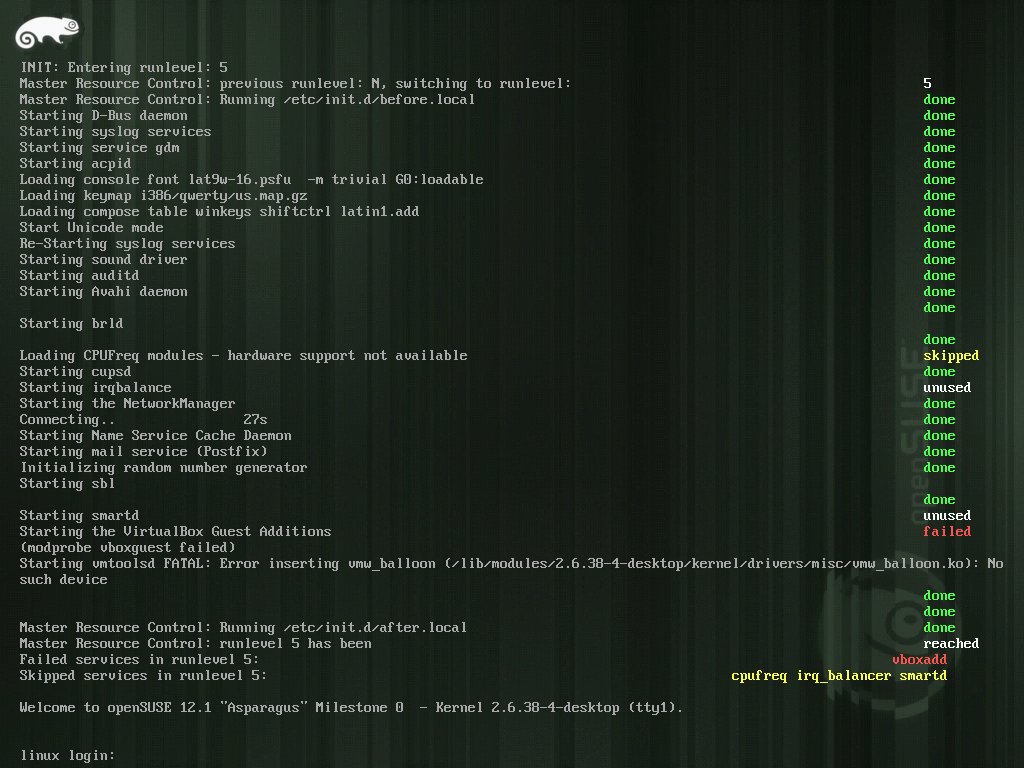 INIT: Entering runlevel: 5
Master Resource Control: previous runlevel: N, switching to runlevel: 5
Master Resource Control: Running /etc/init.d/before.local done
Starting D-Bus daemon done
Starting syslog services done
Starting service gdm done
Starting acpid done
Loading console font lat9w-16.psfu  -m trivial G0:loadable done
Loading keymap i386/qwerty/us.map.gz done
Loading compose table winkeys shiftctrl latin1.add done
Start Unicode mode done
Re-Starting syslog services done
Starting sound driver done
Starting auditd done
Starting Avahi daemon done
done
Starting brld
done
Loading CPUFreq modules - hardware support not available skipped
Starting cupsd done
Starting irqbalance unused
Starting the NetworkManager done
Connecting.. 27s done
Starting Name Service Cache Daemon done
Starting mail service (Postfix) done
Initializing random number generator done
Starting sbl
done
Starting smartd unused
Starting the VirtualBox Guest Additions failed
(modprobe vboxguest failed)
Starting vmtoolsd FATAL: Error inserting vmw_balloon (/lib/modules/2.6.38-4-desktop/kernel/drivers/misc/vmw_balloon.ko): No
such device
done
done
Master Resource Control: Running /etc/init.d/after.local done
Master Resource Control: runlevel 5 has been reached
Failed services in runlevel 5: vboxadd
Skipped services in runlevel 5: cpufreq irq_balancer smartd
Welcome to openSUSE 12.1 "Asparagus" Milestone 0  - Kernel 2.6.38-4-desktop (tty1).
linux login:
openSUSE